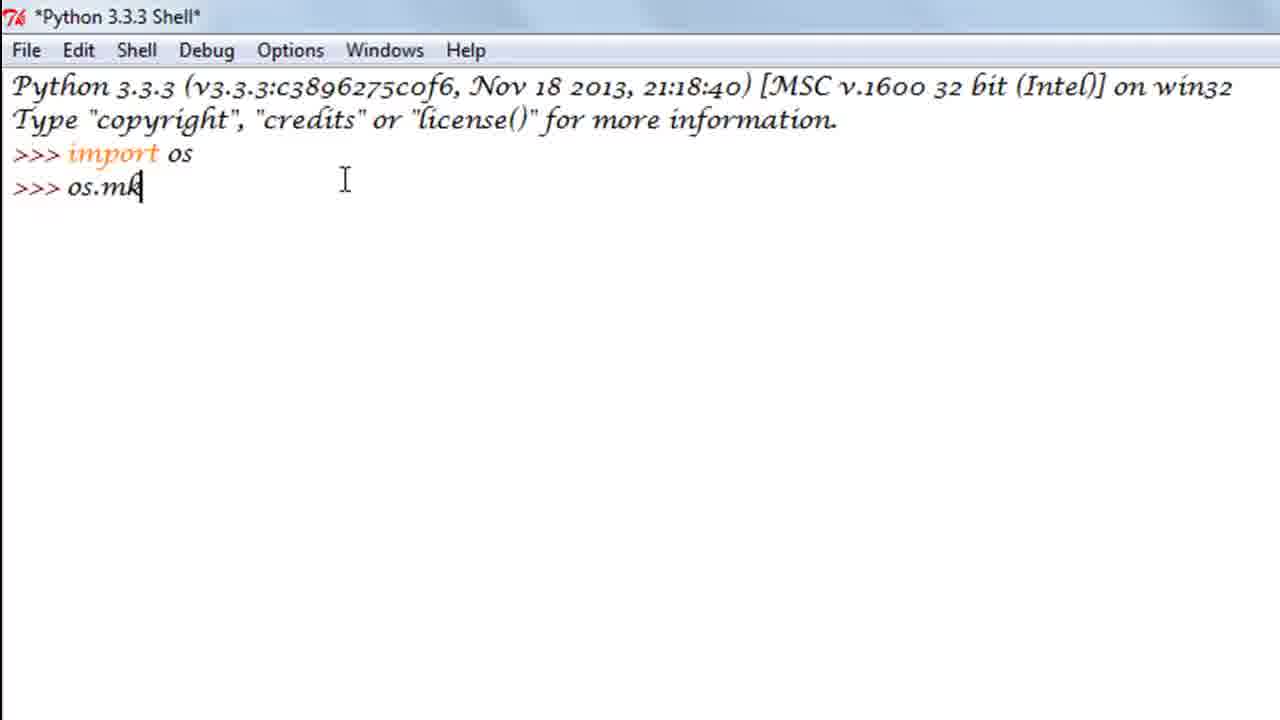 *Python 3.3.3 Shell*
File Edit Shell Debug Options Windows Help
Python 3.3.3 (v3.3.3:c3896275c0f6, Nov 18 2013, 21:18:40) [MSC v.1600 32 bit (Intel)] on win32
Type "copyright", "credits" or "license()" for more information.
>>> import os
>>> os.mk